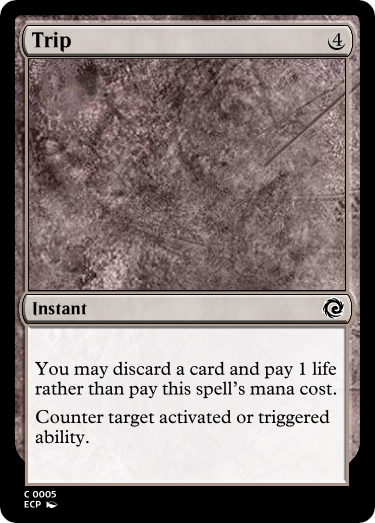 Trip 4
Instant
You may discard a card and pay 1 life
rather than pay this spell's mana cost.
Counter target activated or triggered
ability.
C 0005
ECP